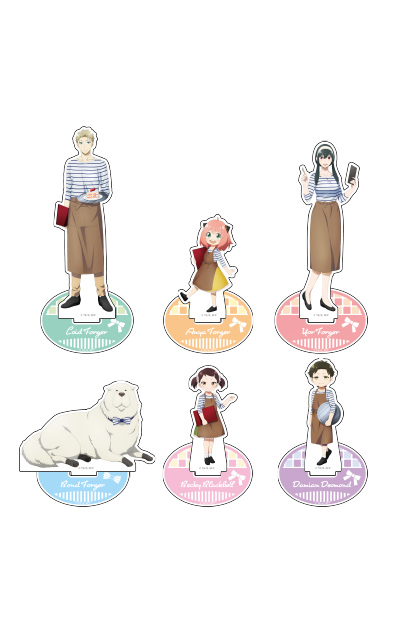 Loid Forger
Anya Forger
Yor Forger
Bond Forger
Becky Blackbell
Damian Desmond